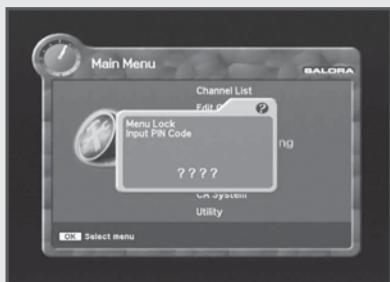 Main Menu
SALORA
Channel List
Edit
?
Menu Lock
Input PIN Code
ng
? ? ? ?
CA System
Utility
OK Select menu